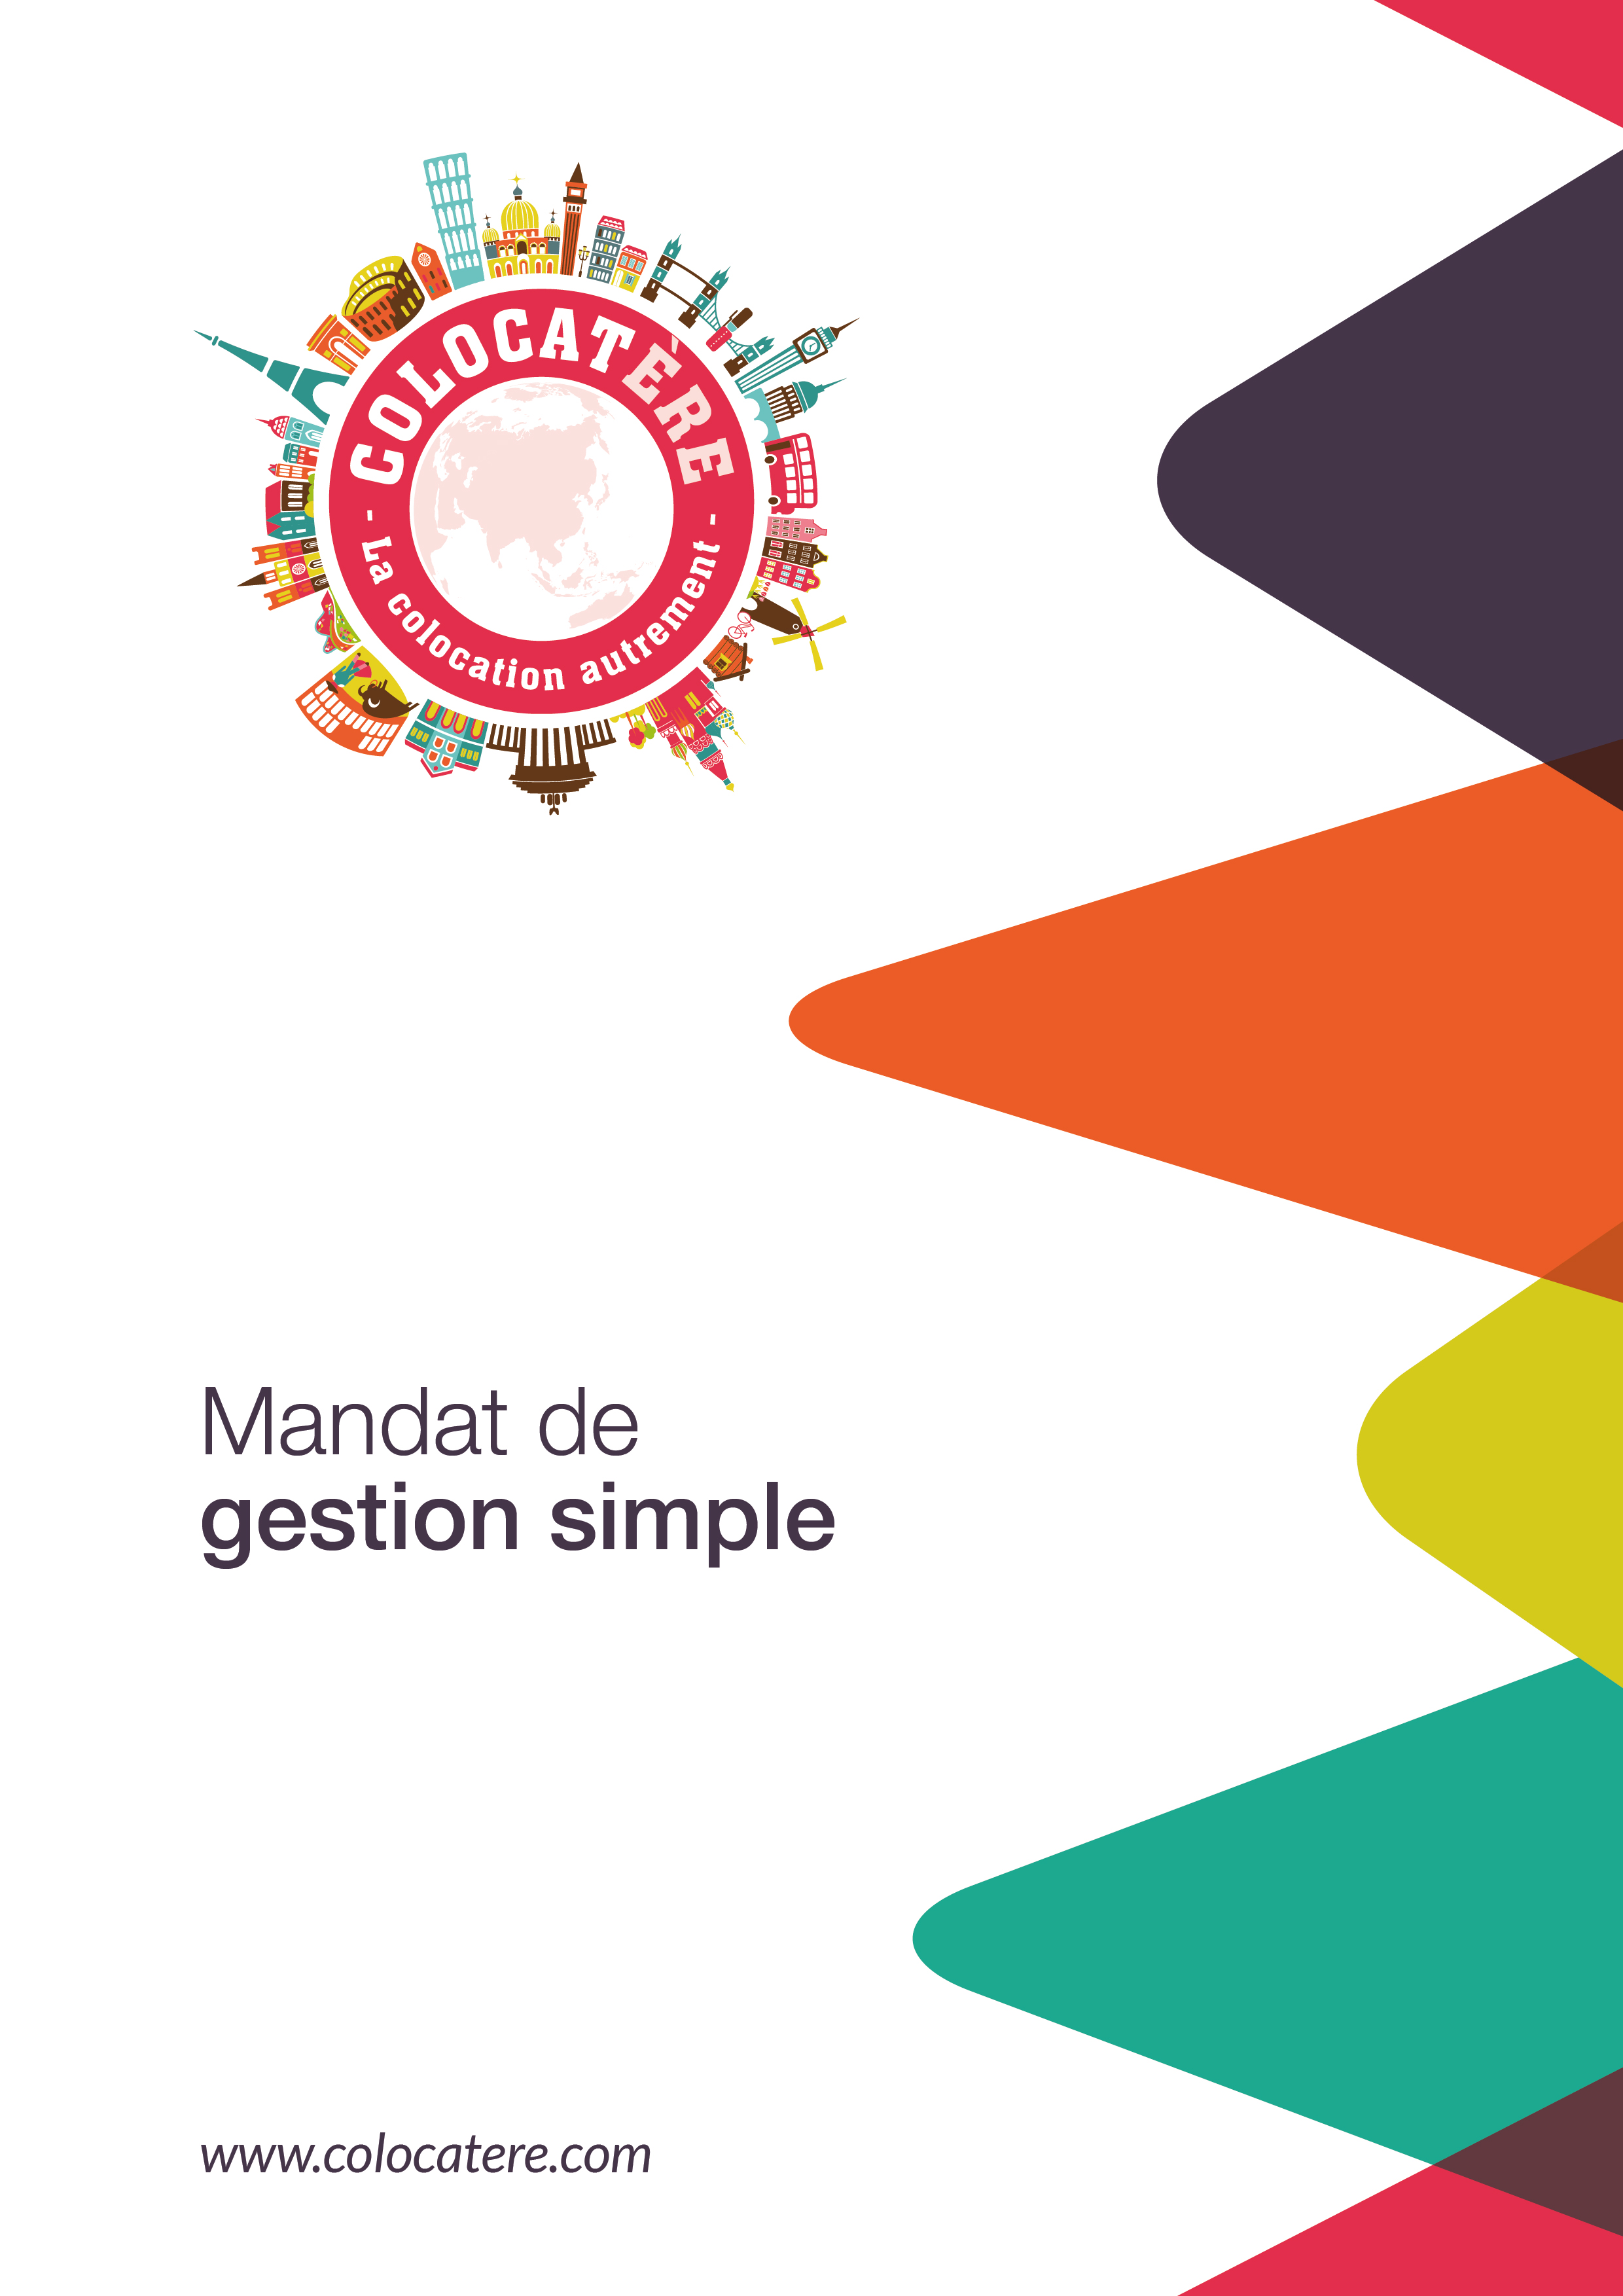 COLOCATÈRE
- La colocation autrement -
Mandat de
gestion simple
www.colocatere.com